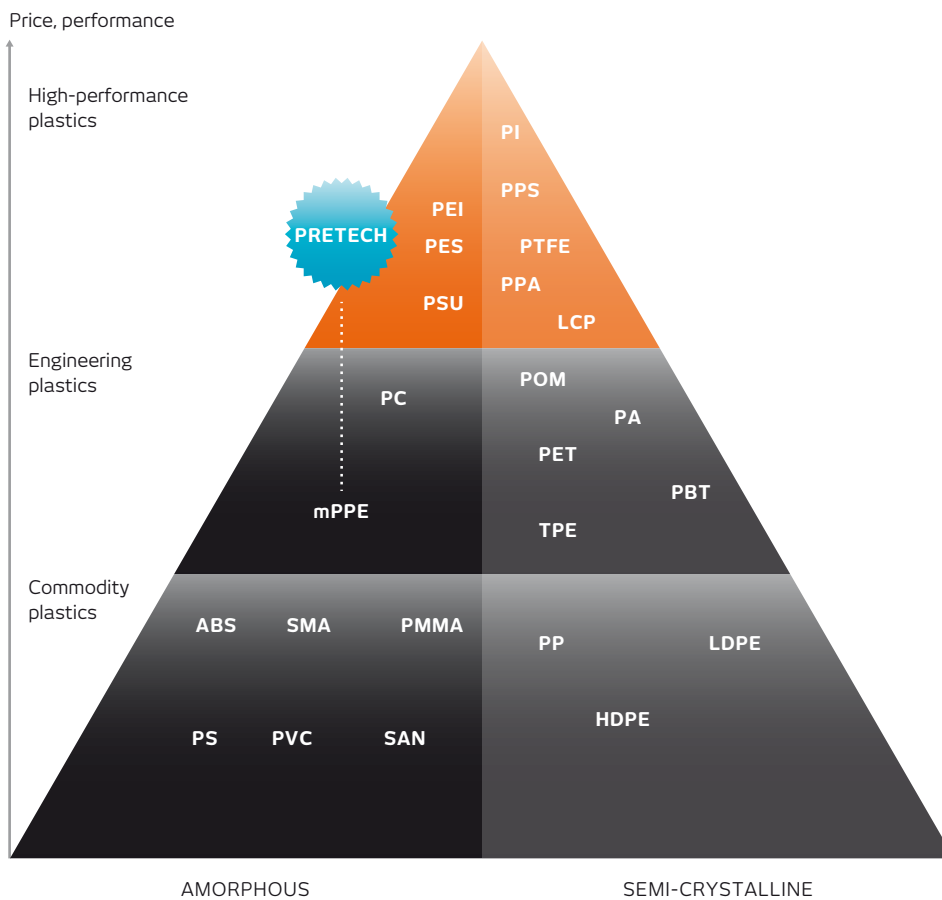 Price, performance
High-performance
plastics
PI
PPS
PEI
PRETECH
PES
PTFE
PPA
PSU
LCP
Engineering
plastics
POM
PC
PA
PET
PBT
mPPE
TPE
Commodity
plastics
ABS SMA PMMA
PP LDPE
HDPE
PS PVC SAN
AMORPHOUS SEMI-CRYSTALLINE